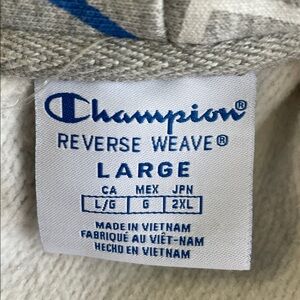 Champion®
REVERSE WEAVE®
LARGE
CA MEX JPN
L/G G 2XL
MADE IN VIETNAM
FABRIQUÉ AU VIÊT-NAM
HECHO EN VIETNAM